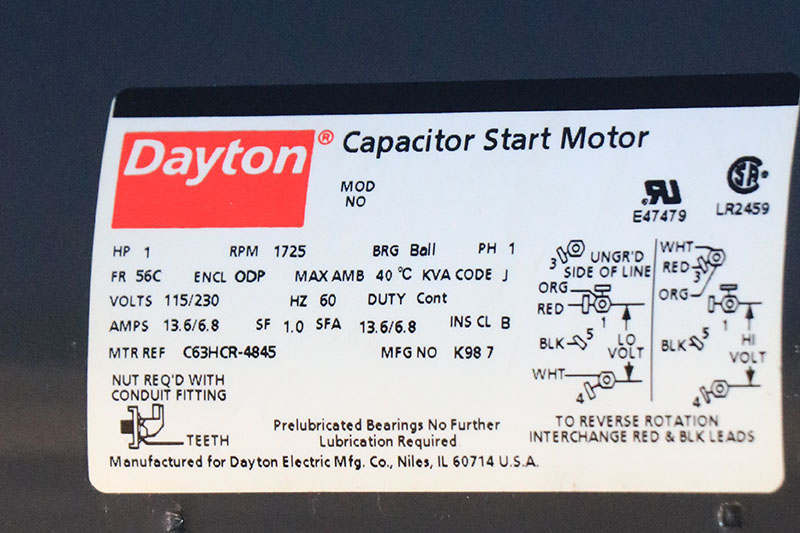 Dayton® Capacitor Start Motor
MOD
NO
E47479
LR2459
HP 1 RPM 1725 BRG Ball PH 1
FR 56C ENCL ODP MAX AMB 40 °C KVA CODE J
VOLTS 115/230 HZ 60 DUTY Cont
AMPS 13.6/6.8 SF 1.0 SFA 13.6/6.8 INS CL B
MTR REF C63HCR-4845 MFG NO K98 7
NUT REQ'D WITH
CONDUIT FITTING
TEETH
Prelubricated Bearings No Further
Lubrication Required
Manufactured for Dayton Electric Mfg. Co., Niles, IL 60714 U.S.A.
3 UNGR'D
SIDE OF LINE
ORG
RED
1
BLK 5
LO
VOLT
WHT
4
WHT
RED 3
ORG
1
BLK 5
HI
VOLT
4
TO REVERSE ROTATION
INTERCHANGE RED & BLK LEADS